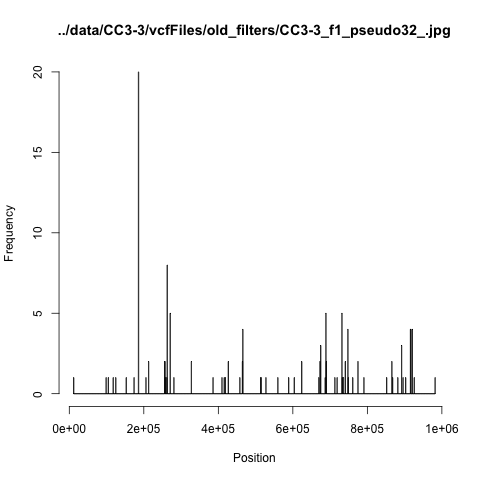 ../data/CC3-3/vcfFiles/old_filters/CC3-3_f1_pseudo32_.jpg
20
15
10
5
0
Frequency
0e+00 2e+05 4e+05 6e+05 8e+05 1e+06
Position